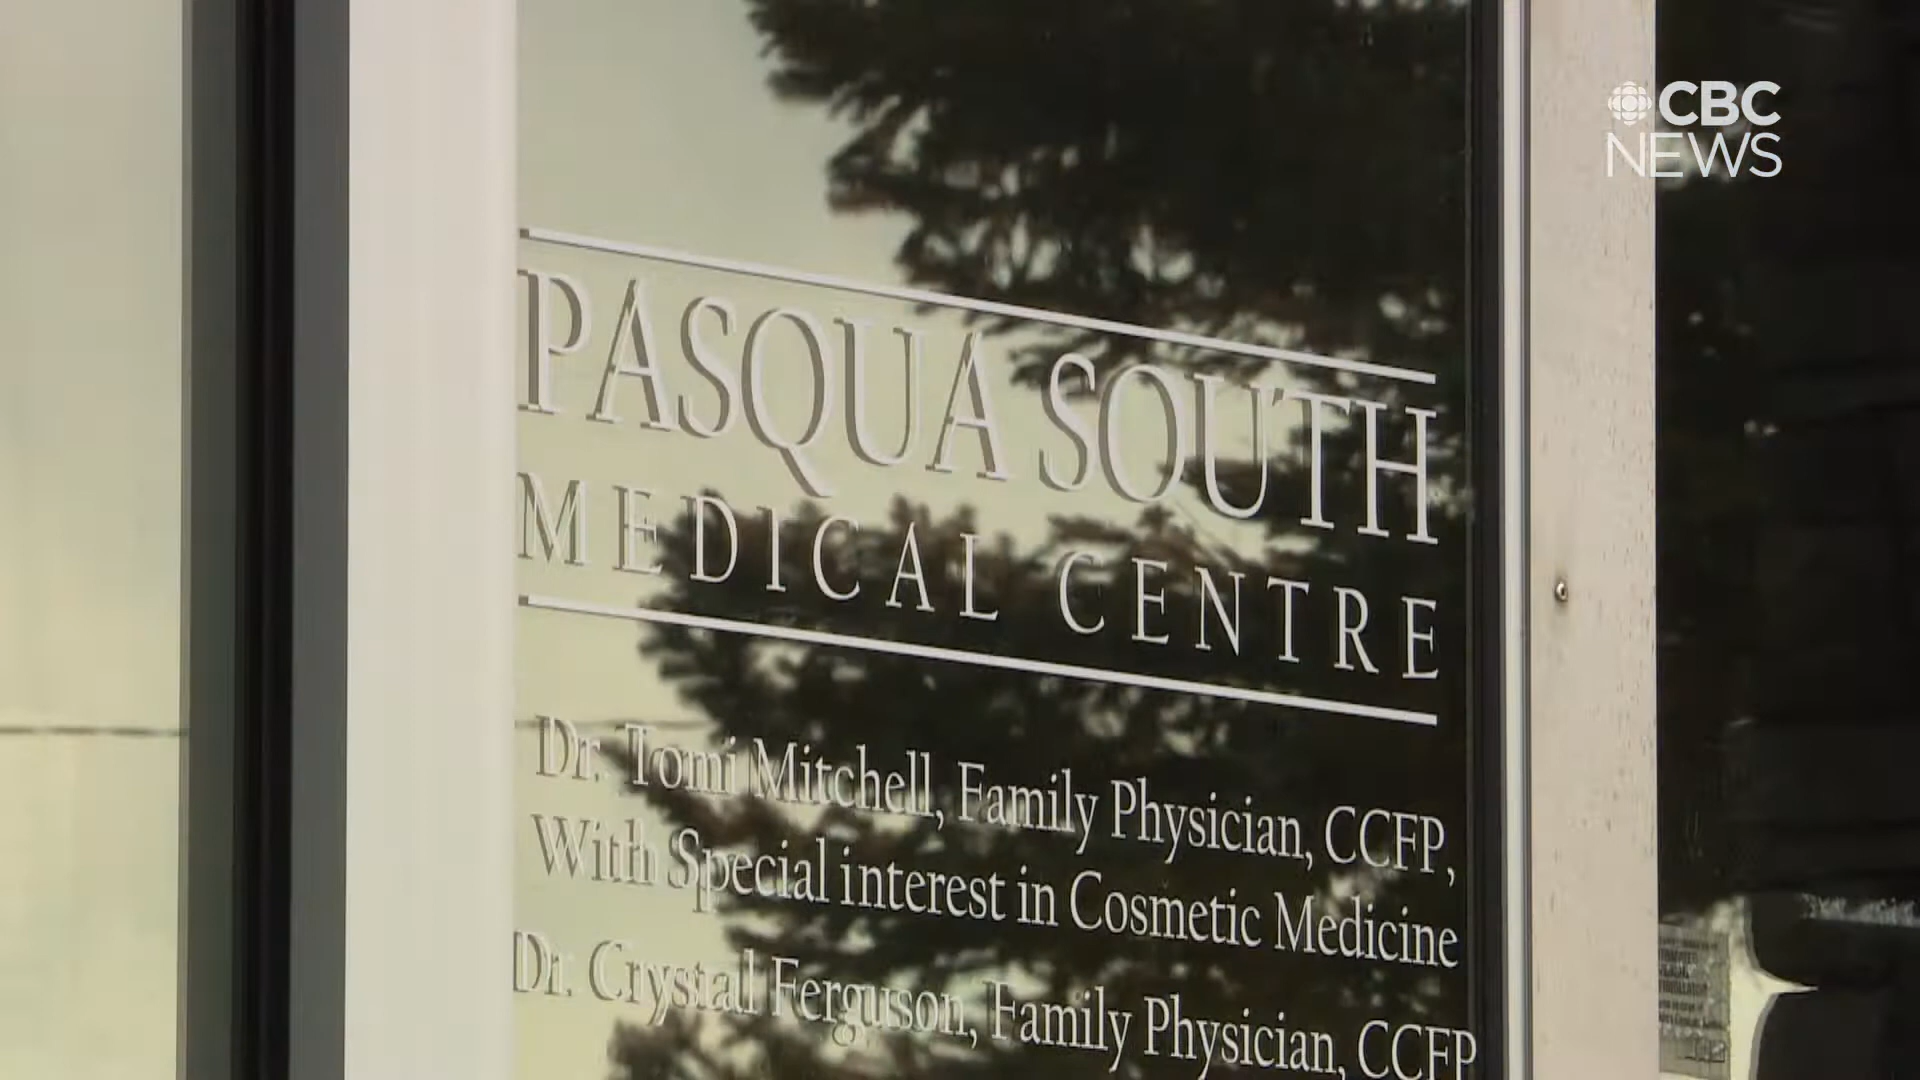 CBC
NEWS
PASQUA SOUTH
MEDICAL CENTRE
Dr. Tomi Mitchell, Family Physician, CCFP,
With Special interest in Cosmetic Medicine
Dr. Crystal Ferguson, Family Physician, CCFP